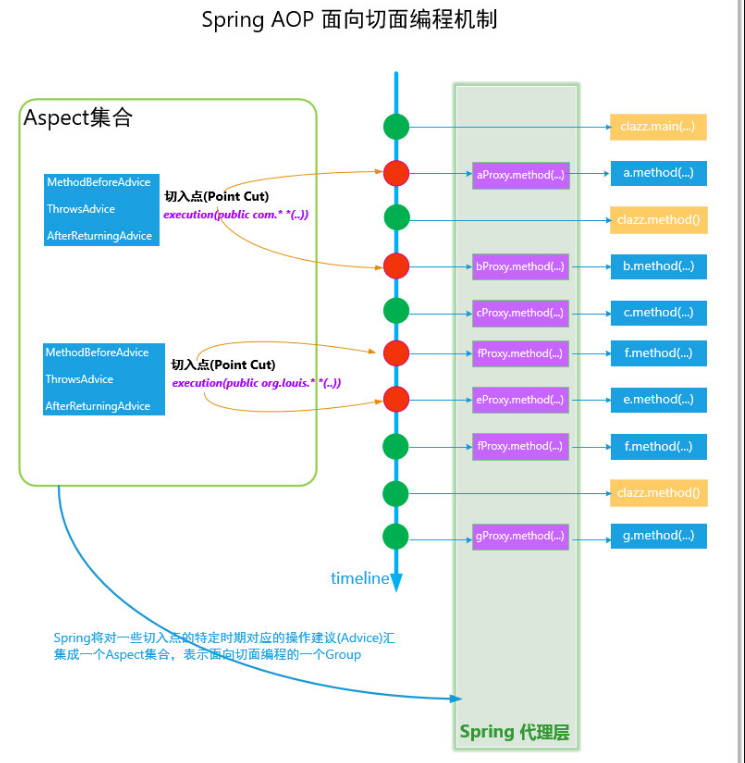 Spring AOP 面向切面编程机制
Aspect集合
MethodBeforeAdvice
ThrowsAdvice
AfterReturningAdvice
切入点(Point Cut)
execution(public com.* *(..))
MethodBeforeAdvice
ThrowsAdvice
AfterReturningAdvice
切入点(Point Cut)
execution(public org.louis.* *(..))
clazz.main(...)
aProxy.method(...)
a.method(...)
clazz.method()
bProxy.method(...)
b.method(...)
cProxy.method(...)
c.method(...)
fProxy.method(...)
f.method(...)
eProxy.method(...)
e.method(...)
fProxy.method(...)
f.method(...)
clazz.method()
gProxy.method(...)
g.method(...)
timeline
Spring将对一些切入点的特定时期对应的操作建议(Advice)汇
集成一个Aspect集合，表示面向切面编程的一个Group
Spring 代理层